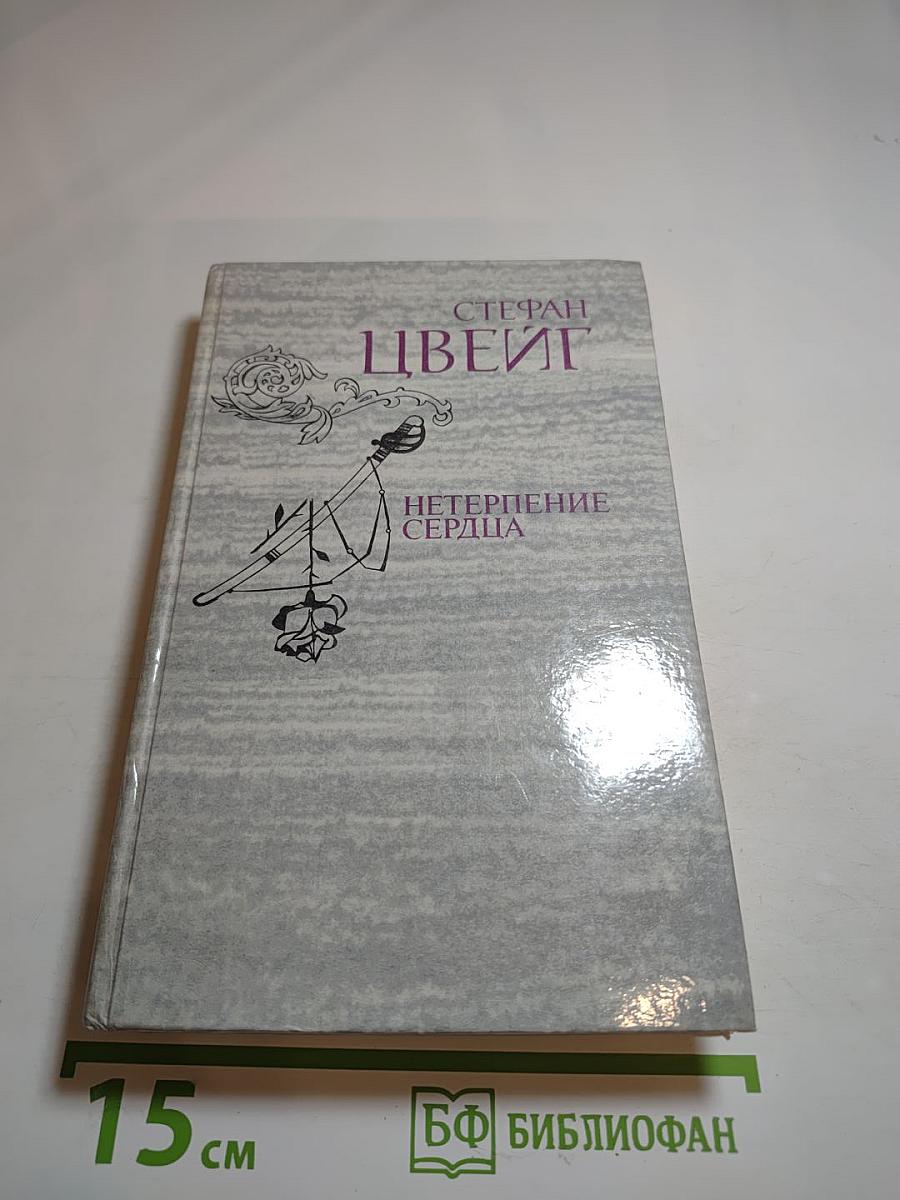 СТЕФАН
ЦВЕЙГ
НЕТЕРПЕНИЕ
СЕРДЦА
15 см
БФ БИБЛИОФАН